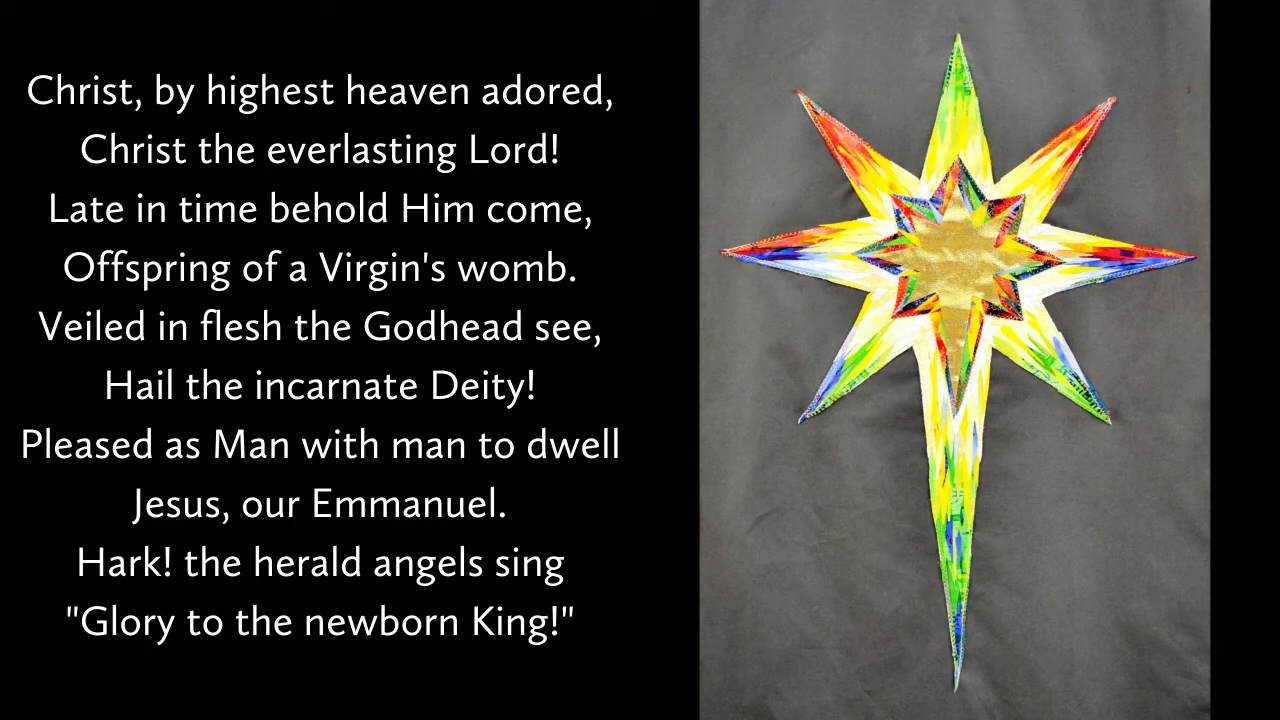 Christ, by highest heaven adored,
Christ the everlasting Lord!
Late in time behold Him come,
Offspring of a Virgin's womb.
Veiled in flesh the Godhead see,
Hail the incarnate Deity!
Pleased as Man with man to dwell
Jesus, our Emmanuel.
Hark! the herald angels sing
"Glory to the newborn King!"